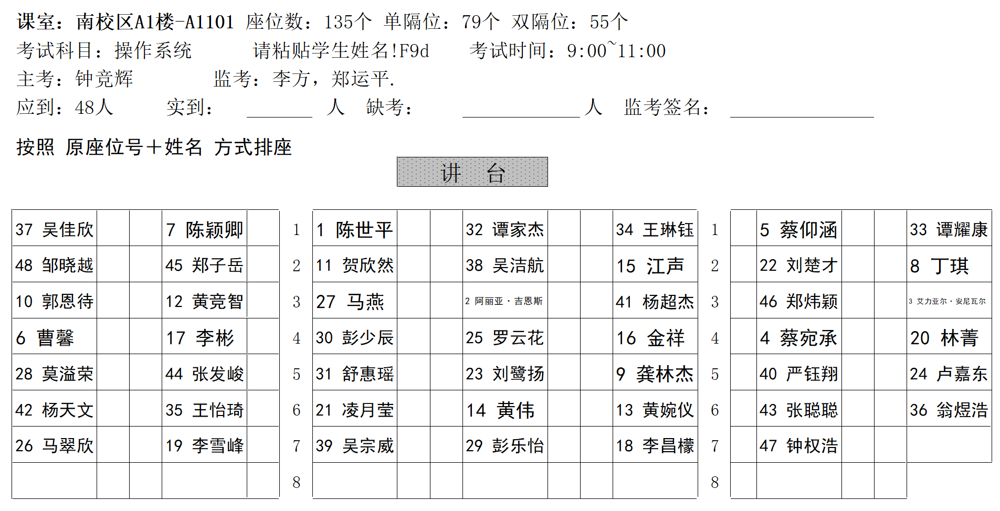 课室：南校区A1楼-A1101 座位数：135个 单隔位：79个 双隔位：55个
考试科目：操作系统 请粘贴学生姓名!F9d 考试时间：9:00~11:00
主考：钟竞辉 监考：李方，郑运平.
应到：48人 实到： 人 缺考： 人 监考签名：
按照 原座位号＋姓名 方式排座
讲 台
37 吴佳欣 7 陈颖卿 1 1 陈世平 32 谭家杰 34 王琳钰 1 5 蔡仰涵 33 谭耀康
48 邹晓越 45 郑子岳 2 11 贺欣然 38 吴洁航 15 江声 2 22 刘楚才 8 丁琪
10 郭恩待 12 黄竞智 3 27 马燕 2 阿丽亚·吉恩斯 41 杨超杰 3 46 郑炜颖 3 艾力亚尔·安尼瓦尔
6 曹馨 17 李彬 4 30 彭少辰 25 罗云花 16 金祥 4 4 蔡宛承 20 林菁
28 莫溢荣 44 张发峻 5 31 舒惠瑶 23 刘鹭扬 9 龚林杰 5 40 严钰翔 24 卢嘉东
42 杨天文 35 王怡琦 6 21 凌月莹 14 黄伟 13 黄婉仪 6 43 张聪聪 36 翁煜浩
26 马翠欣 19 李雪峰 7 39 吴宗威 29 彭乐怡 18 李昌檬 7 47 钟权浩
8 8